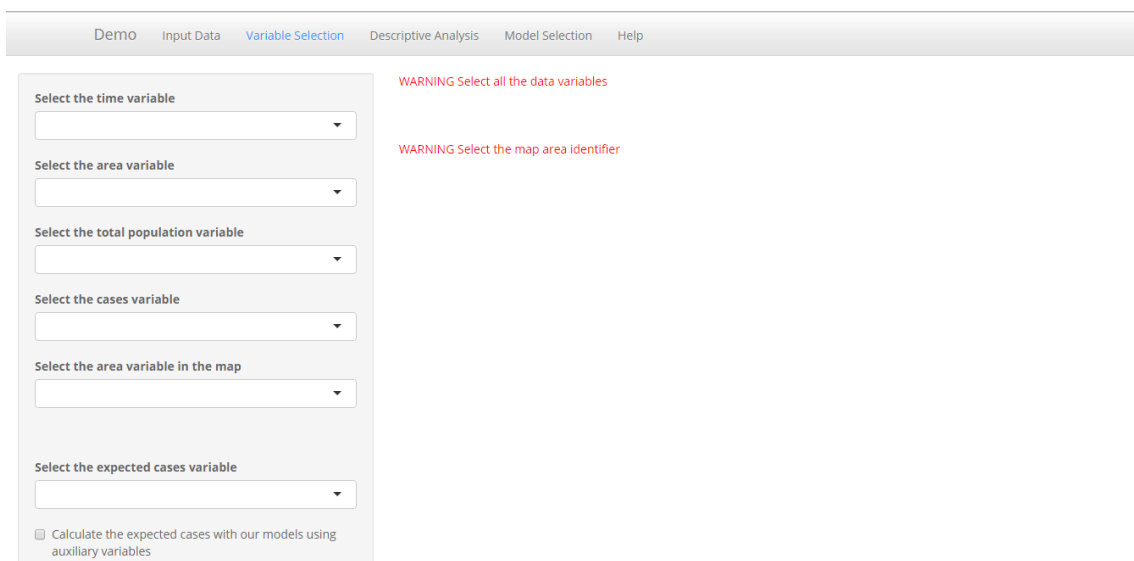 Demo Input Data Variable Selection Descriptive Analysis Model Selection Help
Select the time variable
Select the area variable
Select the total population variable
Select the cases variable
Select the area variable in the map
Select the expected cases variable
Calculate the expected cases with our models using
auxiliary variables
WARNING Select all the data variables
WARNING Select the map area identifier